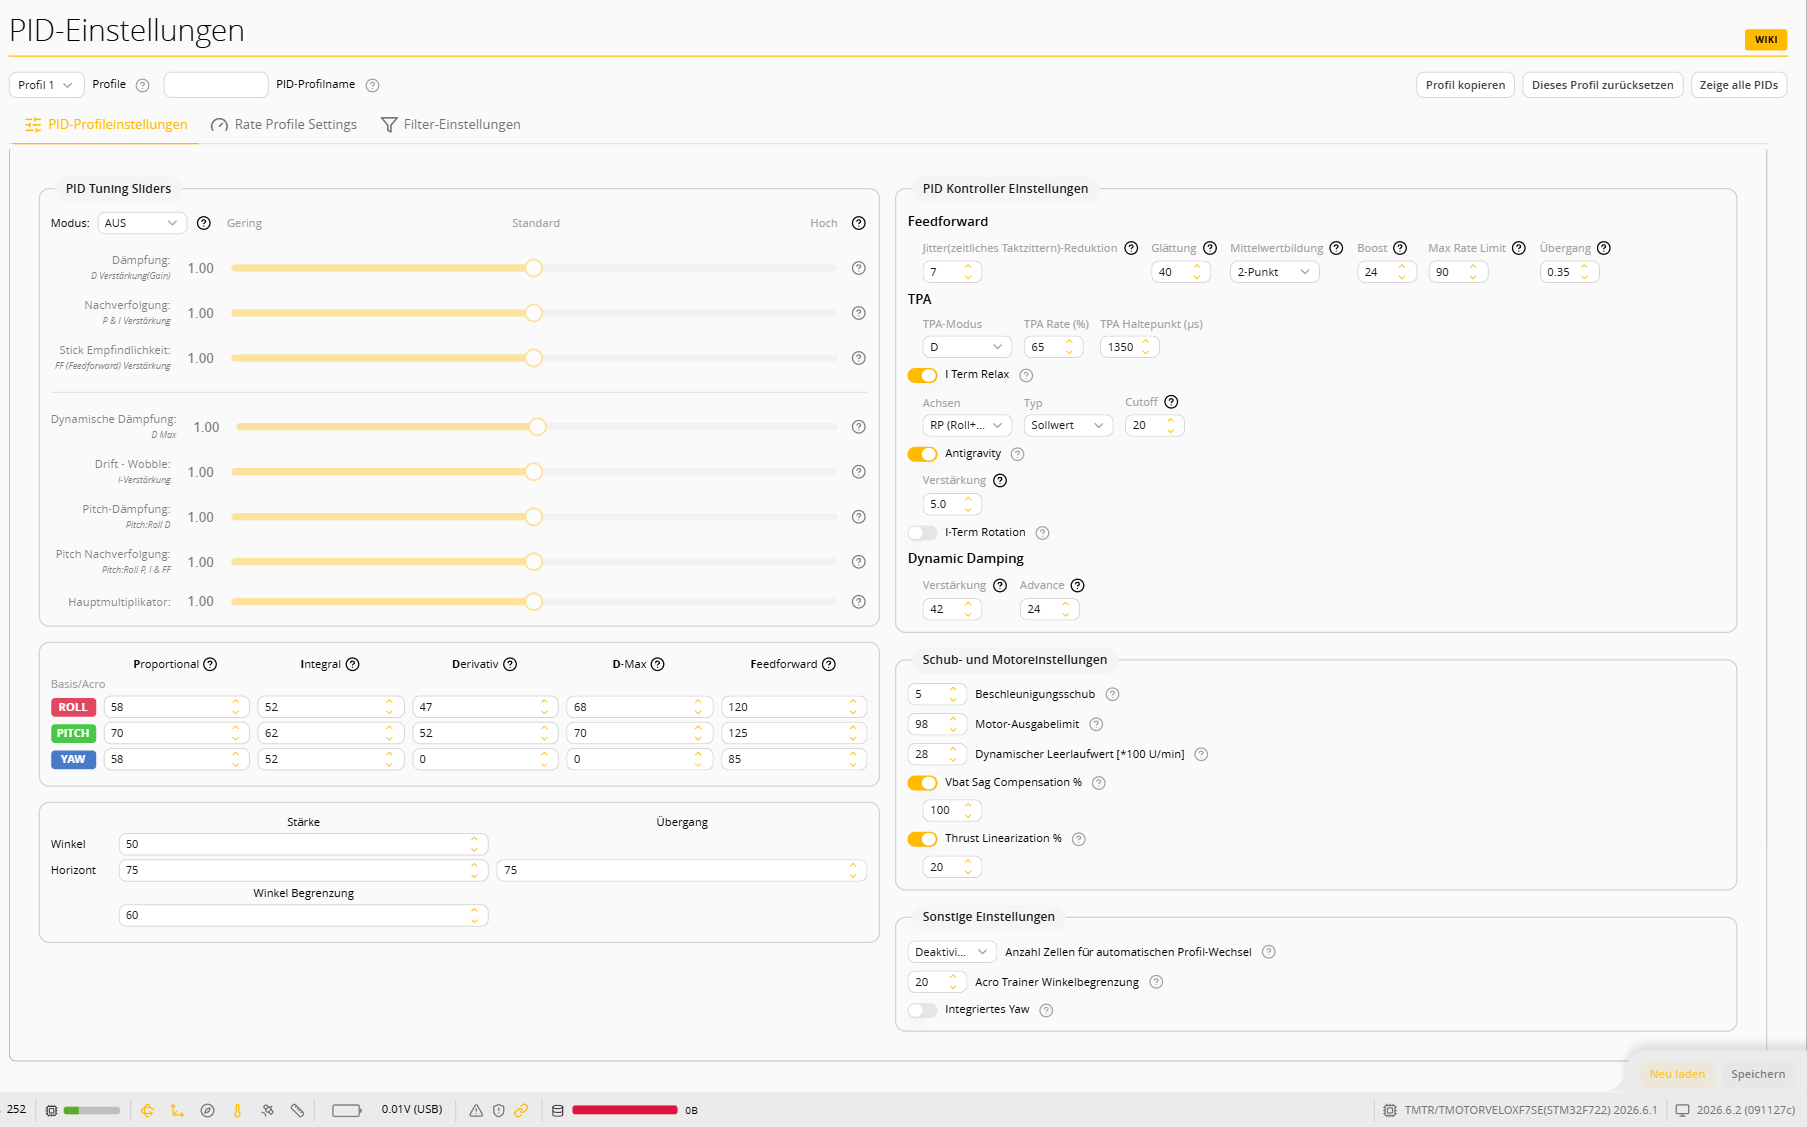 PID-Einstellungen
WIKI
Profil 1 Profile PID-Profilname Profil kopieren Dieses Profil zurücksetzen Zeige alle PIDs
PID-Profileinstellungen Rate Profile Settings Filter-Einstellungen
PID Tuning Sliders
Modus: AUS Gering Standard Hoch
Dämpfung: 1.00
D Verstärkung(Gain)
Nachverfolgung: 1.00
P & I Verstärkung
Stick Empfindlichkeit: 1.00
FF (Feedforward) Verstärkung
Dynamische Dämpfung: 1.00
D Max
Drift - Wobble: 1.00
I-Verstärkung
Pitch-Dämpfung: 1.00
Pitch:Roll D
Pitch Nachverfolgung: 1.00
Pitch:Roll P, I & FF
Hauptmultiplikator: 1.00
Proportional Integral Derivativ D-Max Feedforward
Basis/Acro
ROLL 58 52 47 68 120
PITCH 70 62 52 70 125
YAW 58 52 0 0 85
Stärke Übergang
Winkel 50
Horizont 75 75
Winkel Begrenzung
60
PID Kontroller EInstellungen
Feedforward
Jitter(zeitliches Taktzittern)-Reduktion Glättung Mittelwertbildung Boost Max Rate Limit Übergang
7 40 2-Punkt 24 90 0.35
TPA
TPA-Modus TPA Rate (%) TPA Haltepunkt (µs)
D 65 1350
I Term Relax
Achsen Typ Cutoff
RP (Roll+... Sollwert 20
Antigravity
Verstärkung
5.0
I-Term Rotation
Dynamic Damping
Verstärkung Advance
42 24
Schub- und Motoreinstellungen
5 Beschleunigungsschub
98 Motor-Ausgabelimit
28 Dynamischer Leerlaufwert [*100 U/min]
Vbat Sag Compensation %
100
Thrust Linearization %
20
Sonstige Einstellungen
Deaktivi... Anzahl Zellen für automatischen Profil-Wechsel
20 Acro Trainer Winkelbegrenzung
Integriertes Yaw
Neu laden Speichern
252 0.01V (USB) 0B TMTR/TMOTORVELOXF7SE(STM32F722) 2026.6.1 2026.6.2 (091127c)